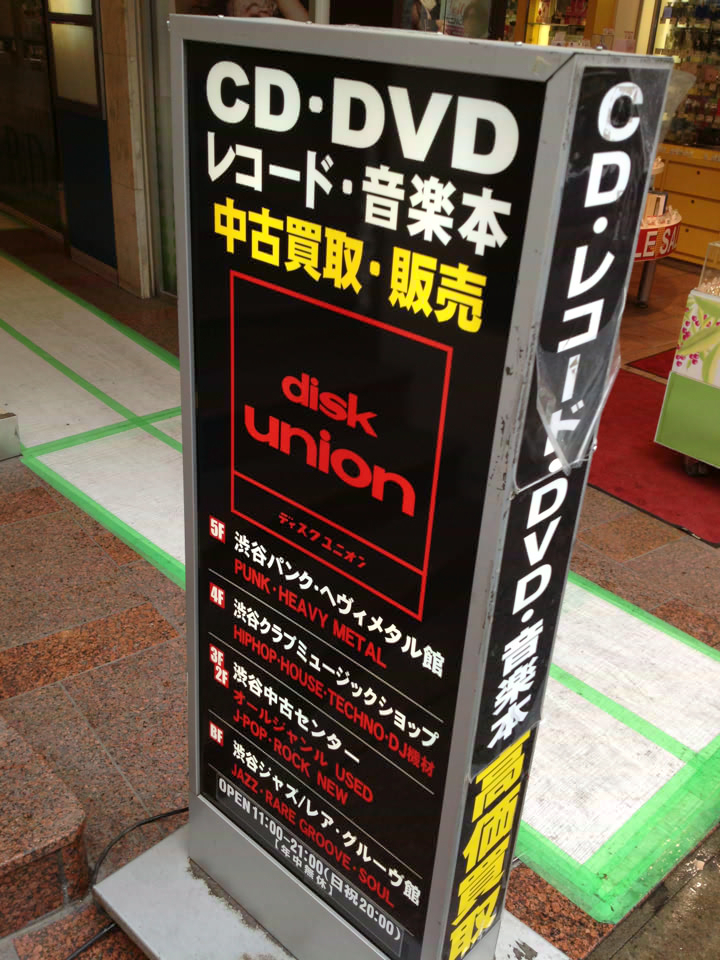 CD・DVD
レコード・音楽本
中古買取・販売
disk
union
ディスクユニオン
5F 渋谷パンク・ヘヴィメタル館
PUNK・HEAVY METAL
4F 渋谷クラブミュージックショップ
HIPHOP・HOUSE・TECHNO・DJ機材
3F 2F 渋谷中古センター
オールジャンル USED
J-POP・ROCK NEW
BF 渋谷ジャズ/レア・グルーヴ館
JAZZ・RARE GROOVE・SOUL
OPEN 11:00~21:00(日祝20:00)
[年中無休]
CD・レコード・DVD・音楽本
高価買取
LE SA